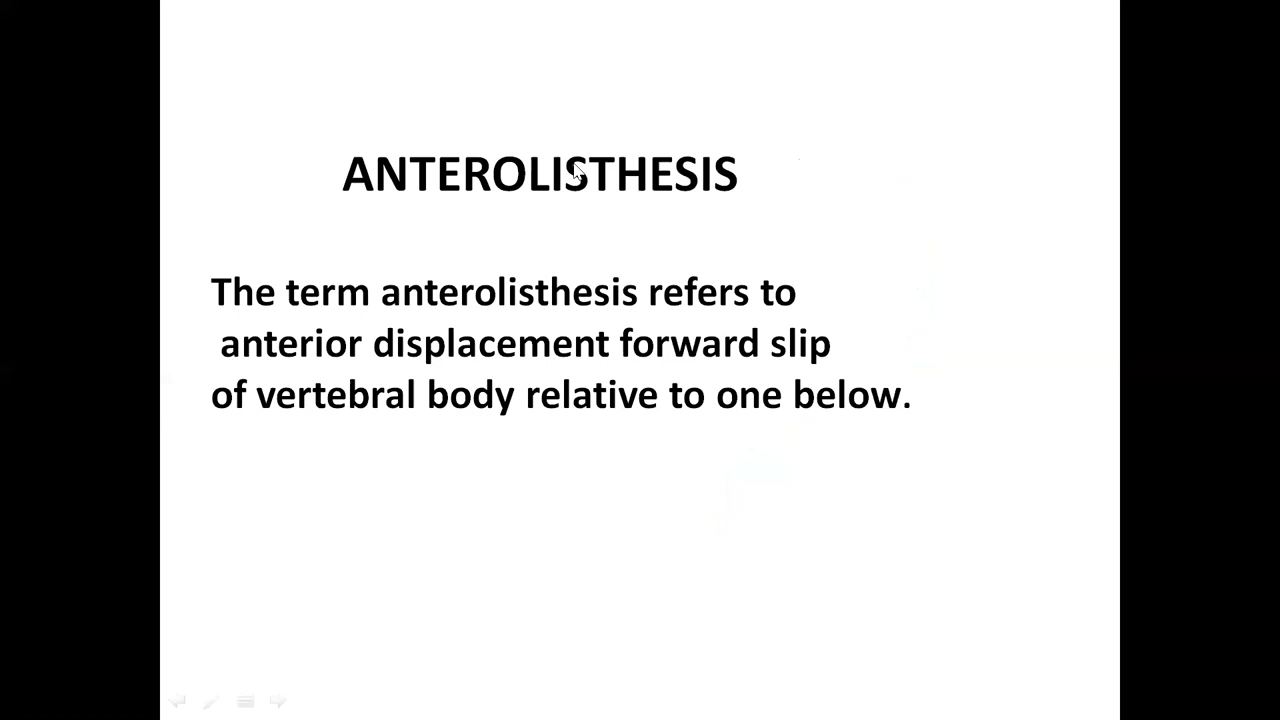 ANTEROLISTHESIS
The term anterolisthesis refers to
anterior displacement forward slip
of vertebral body relative to one below.